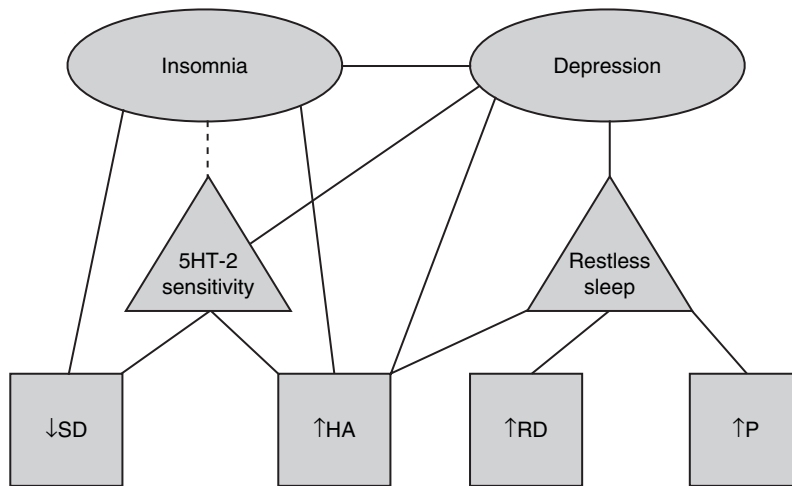 Insomnia
Depression
5HT-2
sensitivity
Restless
sleep
↓SD
↑HA
↑RD
↑P